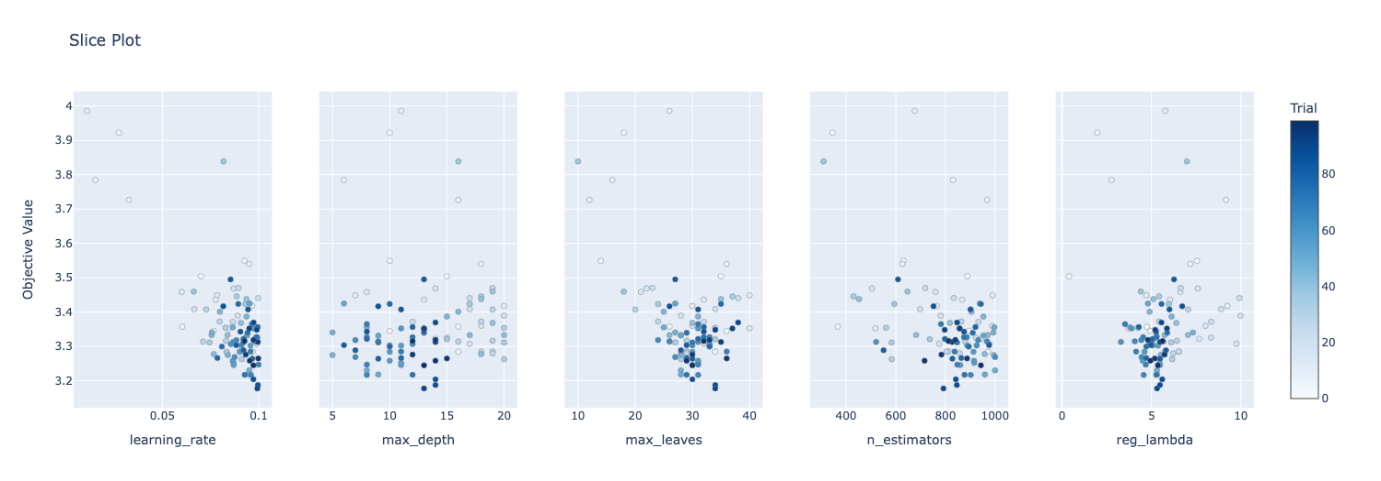 Slice Plot
Trial
4
3.9
3.8
3.7
3.6
3.5
3.4
3.3
3.2
Objective Value
80
60
40
20
0
0.05 0.1 5 10 15 20 10 20 30 40 400 600 800 1000 0 5 10
learning_rate max_depth max_leaves n_estimators reg_lambda